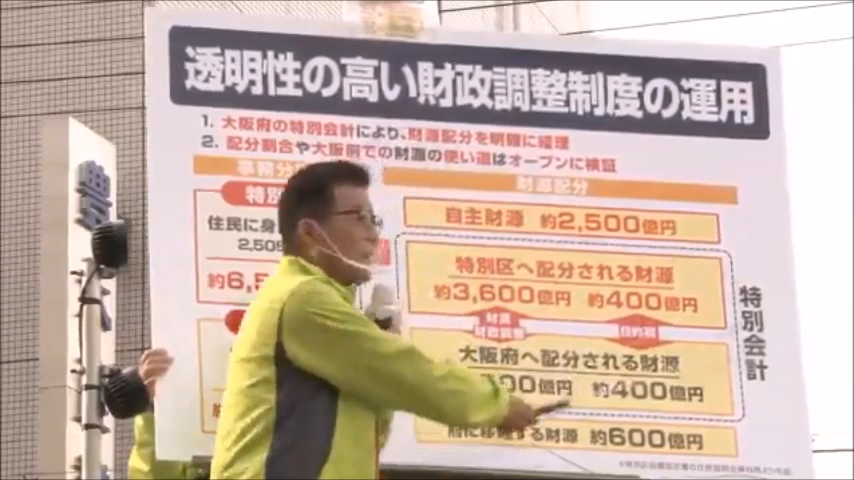 透明性の高い財政調整制度の運用
1. 大阪府の特別会計により、財源配分を明確に経理
2. 配分割合や大阪府での財源の使い道はオープンに検証
財源配分
自主財源 約2,500億円
特別区へ配分される財源
約3,600億円 約400億円
財源
財政調整
目的税
大阪府へ配分される財源
約400億円
府に移転する財源 約600億円
特別会計
特別
住民に身
2,50
約6,5